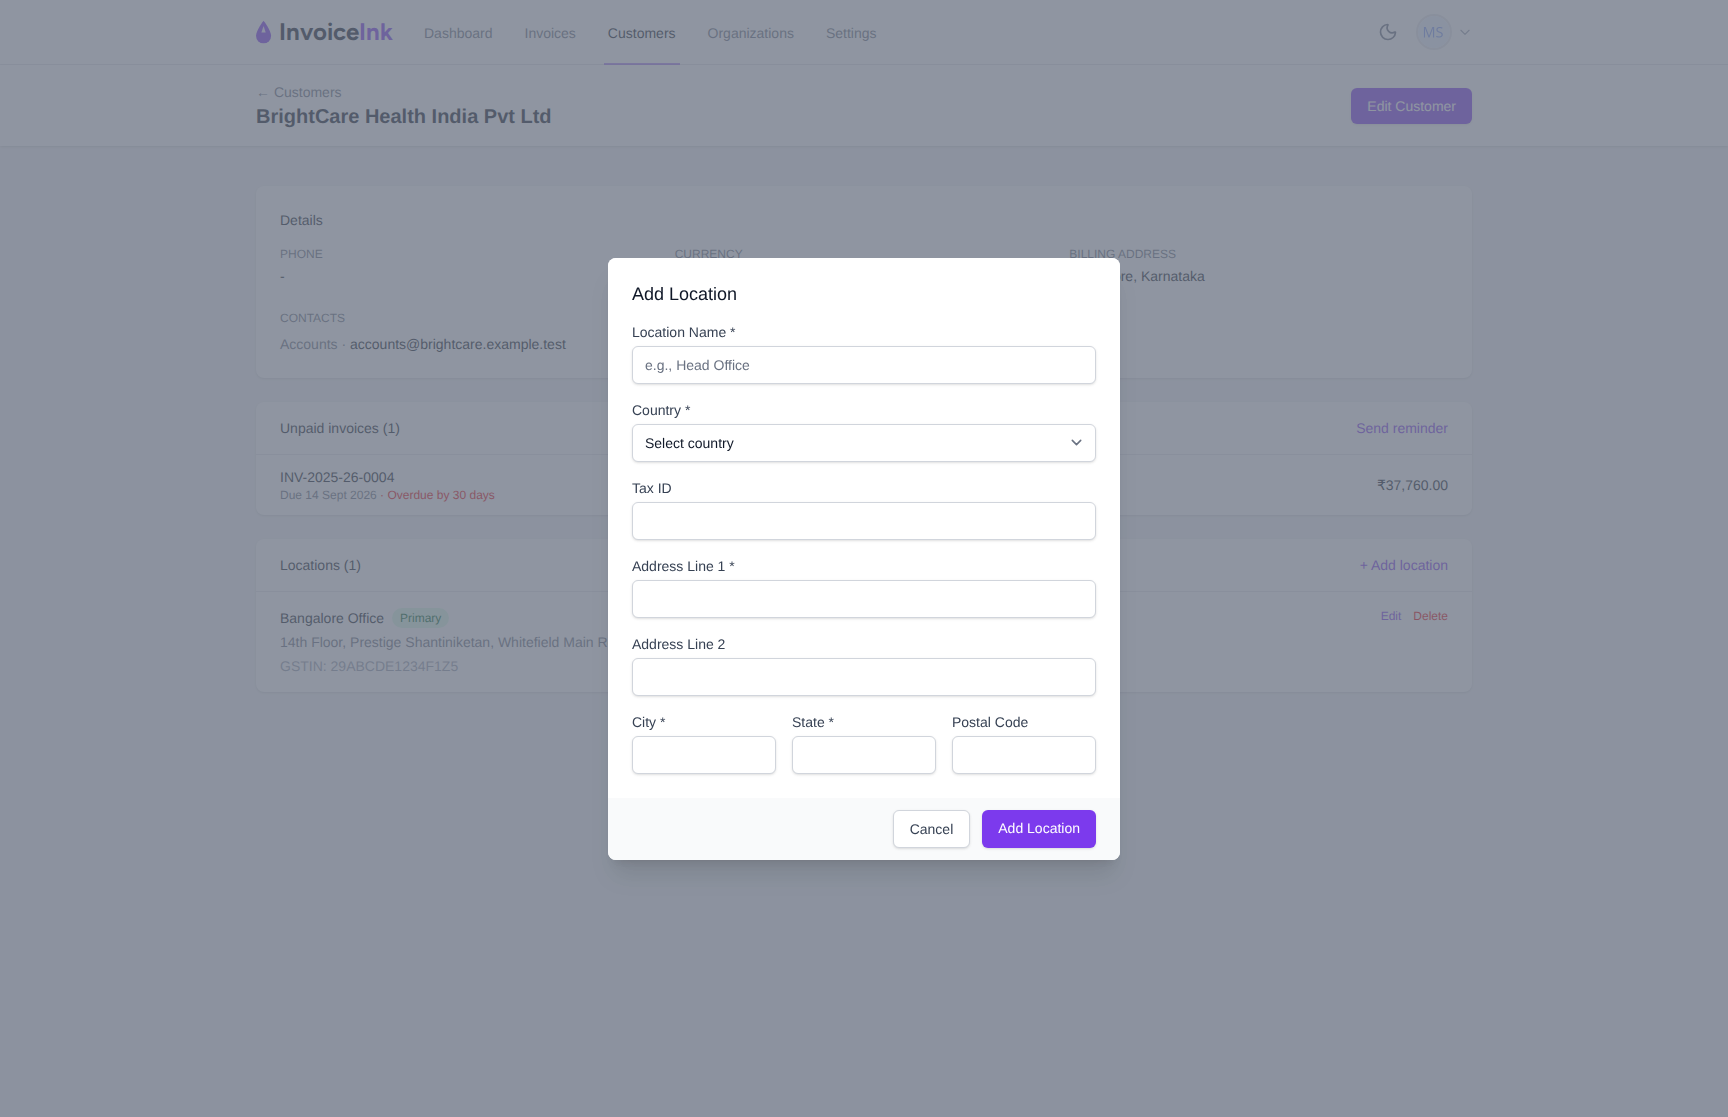 InvoiceInk
Dashboard
Invoices
Customers
Organizations
Settings
MS
← Customers
BrightCare Health India Pvt Ltd
Edit Customer
Details
PHONE
CURRENCY
BILLING ADDRESS
-
Karnataka
CONTACTS
Accounts · accounts@brightcare.example.test
Unpaid invoices (1)
Send reminder
INV-2025-26-0004
Due 14 Sept 2026 · Overdue by 30 days
₹37,760.00
Locations (1)
+ Add location
Bangalore Office
Primary
Edit
Delete
14th Floor, Prestige Shantiniketan, Whitefield Main
GSTIN: 29ABCDE1234F1Z5
Add Location
Location Name *
e.g., Head Office
Country *
Select country
Tax ID
Address Line 1 *
Address Line 2
City *
State *
Postal Code
Cancel
Add Location